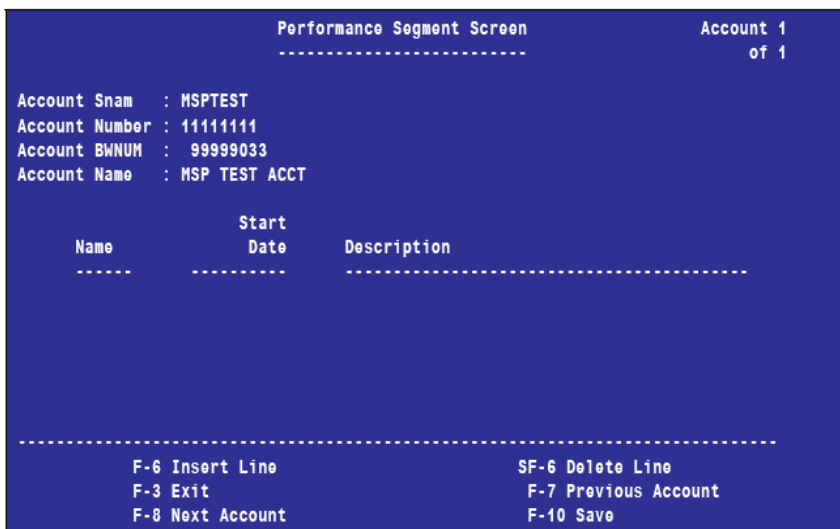 Performance Segment Screen Account 1
-------------------------- of 1
Account Snam : MSPTEST
Account Number : 11111111
Account BWNUM : 99999033
Account Name : MSP TEST ACCT
Start
Name Date Description
------ ---------- ------------------------------------------
-------------------------------------------------------------------------------
F-6 Insert Line SF-6 Delete Line
F-3 Exit F-7 Previous Account
F-8 Next Account F-10 Save